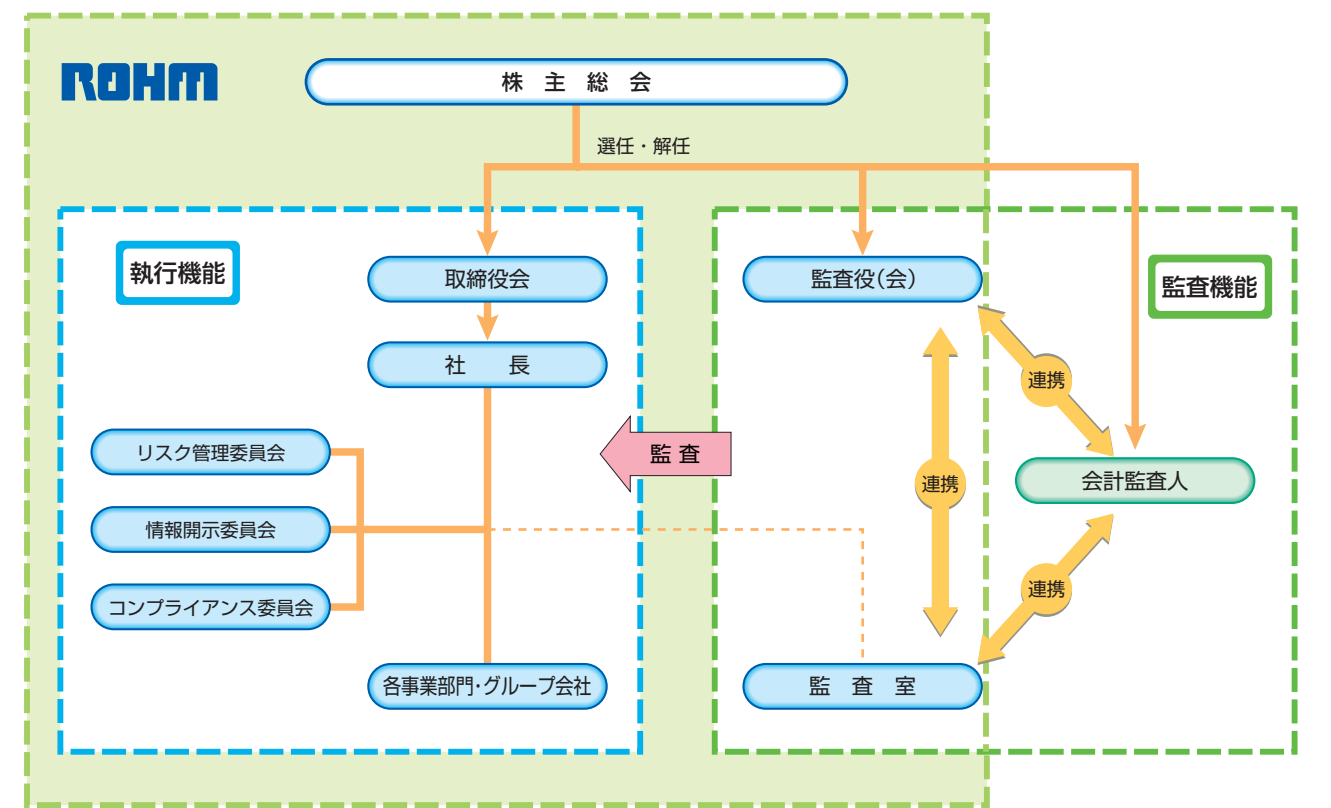 ROHM
株主総会
選任・解任
執行機能
取締役会
監査役(会)
監査機能
社長
連携
リスク管理委員会
監査
連携
会計監査人
情報開示委員会
連携
コンプライアンス委員会
各事業部門・グループ会社
監査室